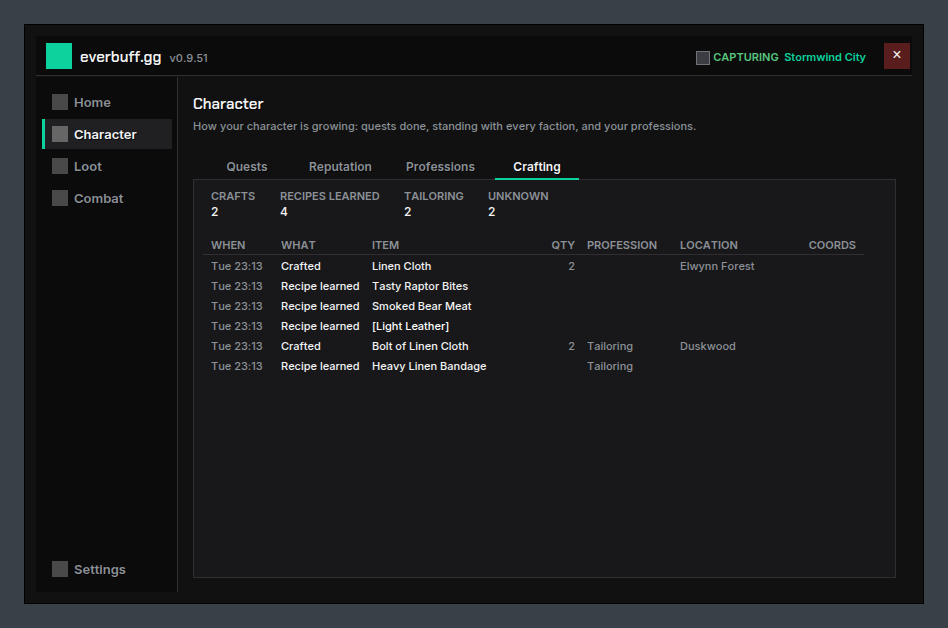 everbuff.gg v0.9.51 CAPTURING Stormwind City ×
Home
Character
Loot
Combat
Settings
Character
How your character is growing: quests done, standing with every faction, and your professions.
Quests Reputation Professions Crafting
CRAFTS RECIPES LEARNED TAILORING UNKNOWN
2 4 2 2
WHEN WHAT ITEM QTY PROFESSION LOCATION COORDS
Tue 23:13 Crafted Linen Cloth 2 Elwynn Forest
Tue 23:13 Recipe learned Tasty Raptor Bites
Tue 23:13 Recipe learned Smoked Bear Meat
Tue 23:13 Recipe learned [Light Leather]
Tue 23:13 Crafted Bolt of Linen Cloth 2 Tailoring Duskwood
Tue 23:13 Recipe learned Heavy Linen Bandage Tailoring